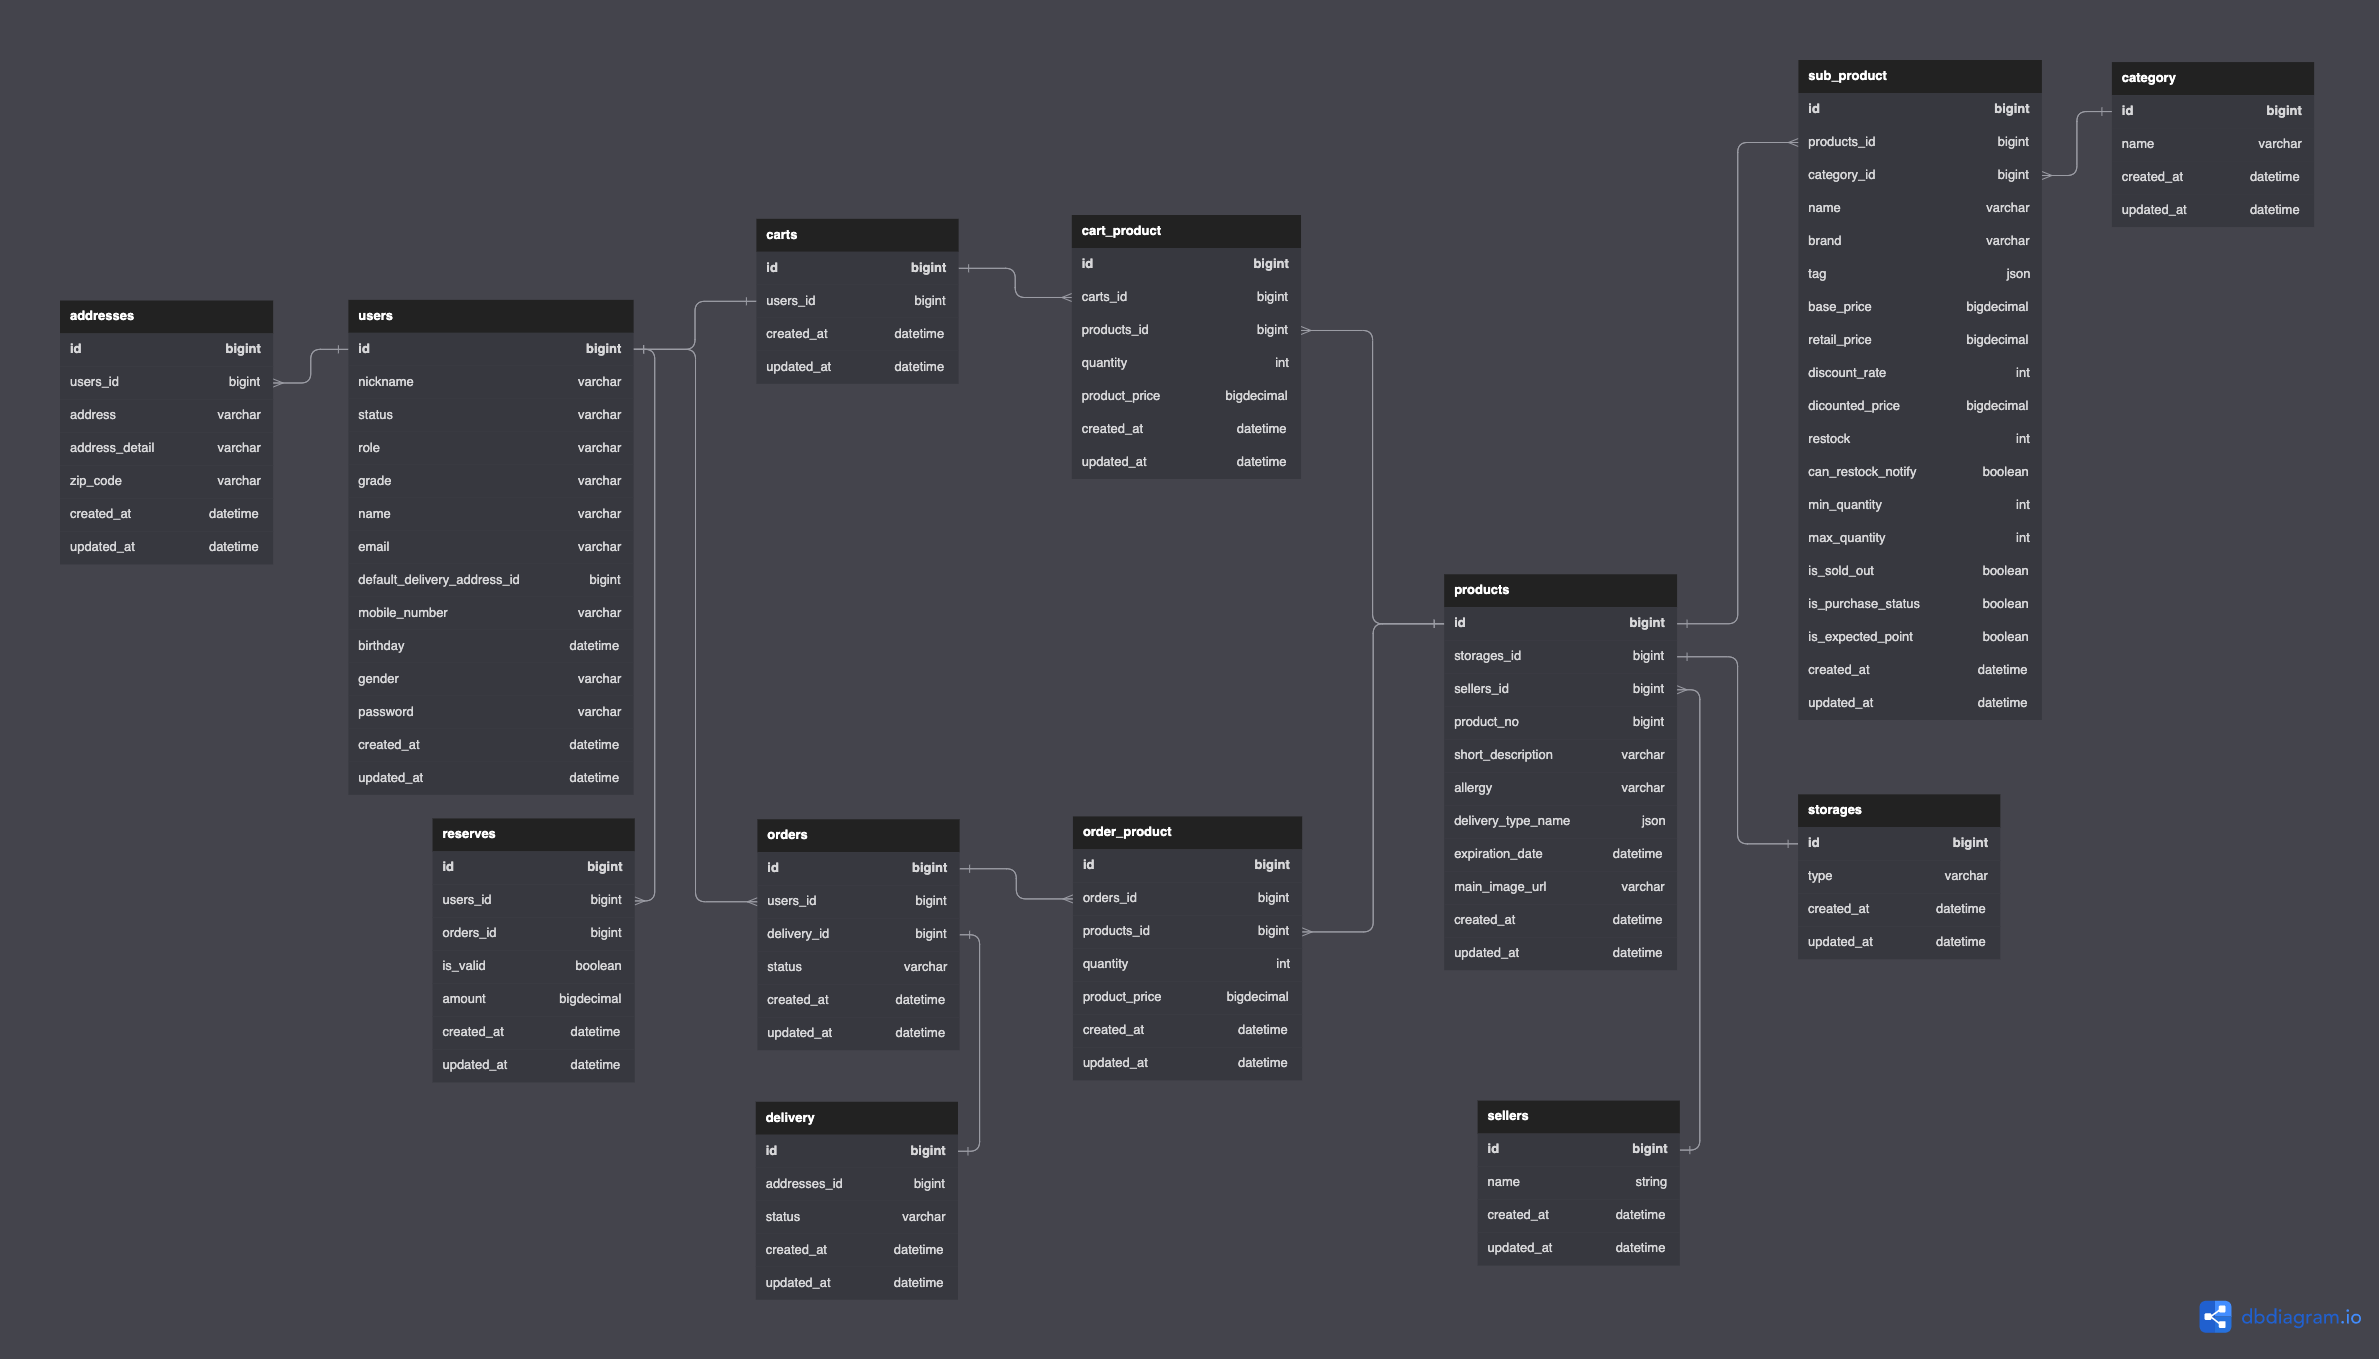 addresses
id bigint
users_id bigint
address varchar
address_detail varchar
zip_code varchar
created_at datetime
updated_at datetime
users
id bigint
nickname varchar
status varchar
role varchar
grade varchar
name varchar
email varchar
default_delivery_address_id bigint
mobile_number varchar
birthday datetime
gender varchar
password varchar
created_at datetime
updated_at datetime
reserves
id bigint
users_id bigint
orders_id bigint
is_valid boolean
amount bigdecimal
created_at datetime
updated_at datetime
carts
id bigint
users_id bigint
created_at datetime
updated_at datetime
orders
id bigint
users_id bigint
delivery_id bigint
status varchar
created_at datetime
updated_at datetime
delivery
id bigint
addresses_id bigint
status varchar
created_at datetime
updated_at datetime
cart_product
id bigint
carts_id bigint
products_id bigint
quantity int
product_price bigdecimal
created_at datetime
updated_at datetime
order_product
id bigint
orders_id bigint
products_id bigint
quantity int
product_price bigdecimal
created_at datetime
updated_at datetime
products
id bigint
storages_id bigint
sellers_id bigint
product_no bigint
short_description varchar
allergy varchar
delivery_type_name json
expiration_date datetime
main_image_url varchar
created_at datetime
updated_at datetime
sellers
id bigint
name string
created_at datetime
updated_at datetime
sub_product
id bigint
products_id bigint
category_id bigint
name varchar
brand varchar
tag json
base_price bigdecimal
retail_price bigdecimal
discount_rate int
dicounted_price bigdecimal
restock int
can_restock_notify boolean
min_quantity int
max_quantity int
is_sold_out boolean
is_purchase_status boolean
is_expected_point boolean
created_at datetime
updated_at datetime
storages
id bigint
type varchar
created_at datetime
updated_at datetime
category
id bigint
name varchar
created_at datetime
updated_at datetime
dbdiagram.io